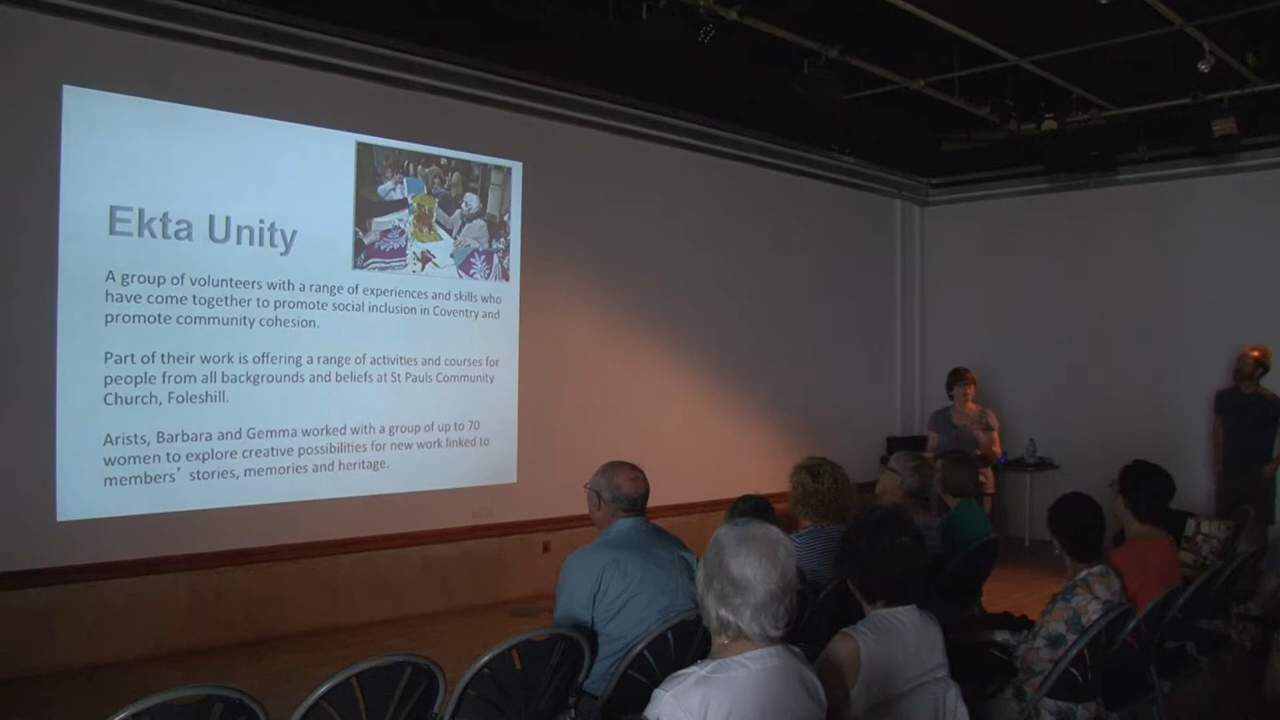 Ekta Unity
A group of volunteers with a range of experiences and skills who
have come together to promote social inclusion in Coventry and
promote community cohesion.
Part of their work is offering a range of activities and courses for
people from all backgrounds and beliefs at St Pauls Community
Church, Foleshill.
Arists, Barbara and Gemma worked with a group of up to 70
women to explore creative possibilities for new work linked to
members’ stories, memories and heritage.